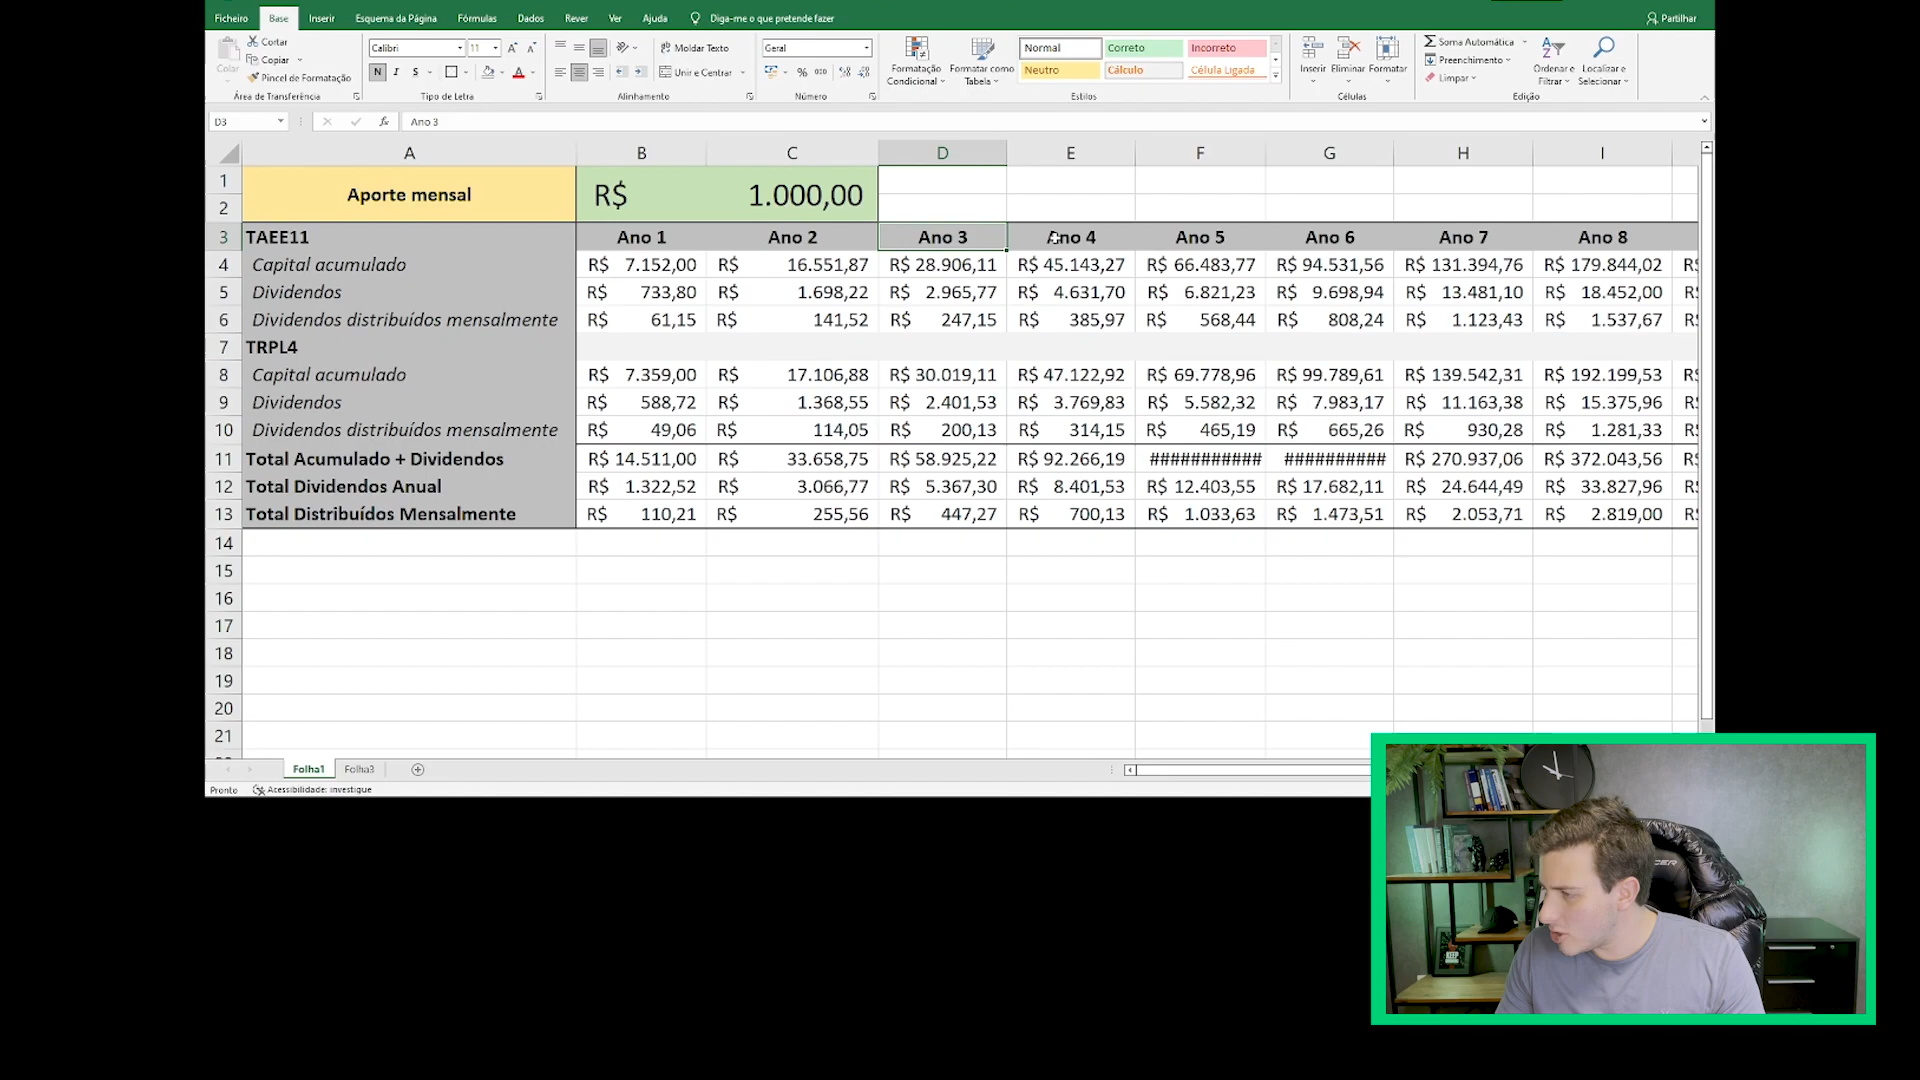 Ficheiro Base Inserir Esquema da Página Fórmulas Dados Rever Ver Ajuda Diga-me o que pretende fazer Partilhar
Colar Cortar Copiar Pincel de Formatação
Calibri 11 N I S A
Moldar Texto Unir e Centrar
Geral % 000
Formatação Condicional Formatar como Tabela
Normal Correto Incorreto
Neutro Cálculo Célula Ligada
Inserir Eliminar Formatar
Soma Automática Preenchimento Limpar
Ordenar e Filtrar Localizar e Selecionar
Área de Transferência Tipo de Letra Alinhamento Número Estilos Células Edição
D3 fx Ano 3
A B C D E F G H I
1 Aporte mensal R$ 1.000,00
2
3 TAEE11 Ano 1 Ano 2 Ano 3 Ano 4 Ano 5 Ano 6 Ano 7 Ano 8
4 Capital acumulado R$ 7.152,00 R$ 16.551,87 R$ 28.906,11 R$ 45.143,27 R$ 66.483,77 R$ 94.531,56 R$ 131.394,76 R$ 179.844,02 R$
5 Dividendos R$ 733,80 R$ 1.698,22 R$ 2.965,77 R$ 4.631,70 R$ 6.821,23 R$ 9.698,94 R$ 13.481,10 R$ 18.452,00 R$
6 Dividendos distribuídos mensalmente R$ 61,15 R$ 141,52 R$ 247,15 R$ 385,97 R$ 568,44 R$ 808,24 R$ 1.123,43 R$ 1.537,67 R$
7 TRPL4
8 Capital acumulado R$ 7.359,00 R$ 17.106,88 R$ 30.019,11 R$ 47.122,92 R$ 69.778,96 R$ 99.789,61 R$ 139.542,31 R$ 192.199,53 R$
9 Dividendos R$ 588,72 R$ 1.368,55 R$ 2.401,53 R$ 3.769,83 R$ 5.582,32 R$ 7.983,17 R$ 11.163,38 R$ 15.375,96 R$
10 Dividendos distribuídos mensalmente R$ 49,06 R$ 114,05 R$ 200,13 R$ 314,15 R$ 465,19 R$ 665,26 R$ 930,28 R$ 1.281,33 R$
11 Total Acumulado + Dividendos R$ 14.511,00 R$ 33.658,75 R$ 58.925,22 R$ 92.266,19 ########### ########## R$ 270.937,06 R$ 372.043,56 R$
12 Total Dividendos Anual R$ 1.322,52 R$ 3.066,77 R$ 5.367,30 R$ 8.401,53 R$ 12.403,55 R$ 17.682,11 R$ 24.644,49 R$ 33.827,96 R$
13 Total Distribuídos Mensalmente R$ 110,21 R$ 255,56 R$ 447,27 R$ 700,13 R$ 1.033,63 R$ 1.473,51 R$ 2.053,71 R$ 2.819,00 R$
14
15
16
17
18
19
20
21
Folha1 Folha3
Pronto Acessibilidade: investigue